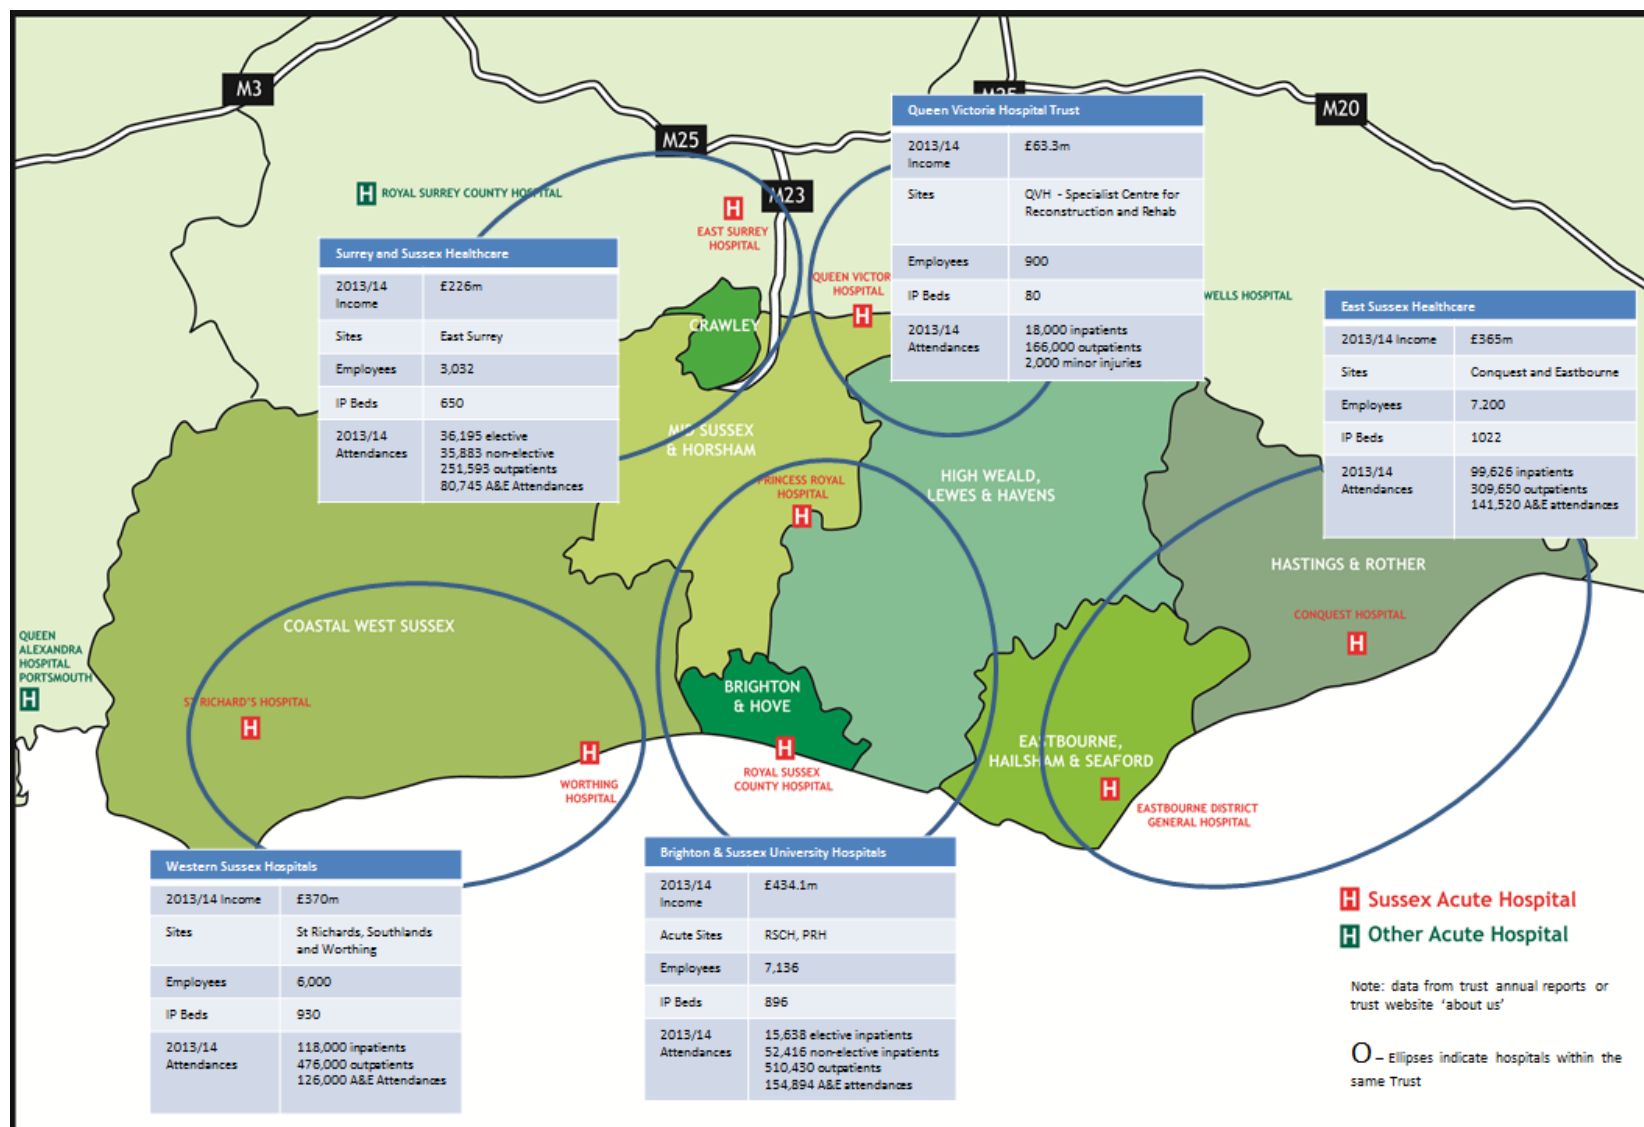 M3
M25
M25
M20
M23
ROYAL SURREY COUNTY HOSPITAL
EAST SURREY
HOSPITAL
QUEEN VICTOR
HOSPITAL
WELLS HOSPITAL
CRAWLEY
MID SUSSEX
& HORSHAM
PRINCESS ROYAL
HOSPITAL
HIGH WEALD,
LEWES & HAVENS
HASTINGS & ROTHER
CONQUEST HOSPITAL
COASTAL WEST SUSSEX
QUEEN
ALEXANDRA
HOSPITAL
PORTSMOUTH
ST RICHARD'S HOSPITAL
WORTHING
HOSPITAL
BRIGHTON
& HOVE
ROYAL SUSSEX
COUNTY HOSPITAL
EASTBOURNE,
HAILSHAM & SEAFORD
EASTBOURNE DISTRICT
GENERAL HOSPITAL
Queen Victoria Hospital Trust
2013/14 £63.3m
Income
Sites QVH - Specialist Centre for
Reconstruction and Rehab
Employees 900
IP Beds 80
2013/14 18,000 inpatients
Attendances 166,000 outpatients
2,000 minor injuries
Surrey and Sussex Healthcare
2013/14 £226m
Income
Sites East Surrey
Employees 3,032
IP Beds 650
2013/14 36,195 elective
Attendances 35,883 non-elective
251,593 outpatients
80,745 A&E Attendances
East Sussex Healthcare
2013/14 Income £365m
Sites Conquest and Eastbourne
Employees 7.200
IP Beds 1022
2013/14 99,626 inpatients
Attendances 309,650 outpatients
141,520 A&E attendances
Western Sussex Hospitals
2013/14 Income £370m
Sites St Richards, Southlands
and Worthing
Employees 6,000
IP Beds 930
2013/14 118,000 inpatients
Attendances 476,000 outpatients
126,000 A&E Attendances
Brighton & Sussex University Hospitals
2013/14 £434.1m
Income
Acute Sites RSCH, PRH
Employees 7,136
IP Beds 896
2013/14 15,638 elective inpatients
Attendances 52,416 non-elective inpatients
510,430 outpatients
154,894 A&E attendances
H Sussex Acute Hospital
H Other Acute Hospital
Note: data from trust annual reports or
trust website ‘about us’
O – Ellipses indicate hospitals within the
same Trust